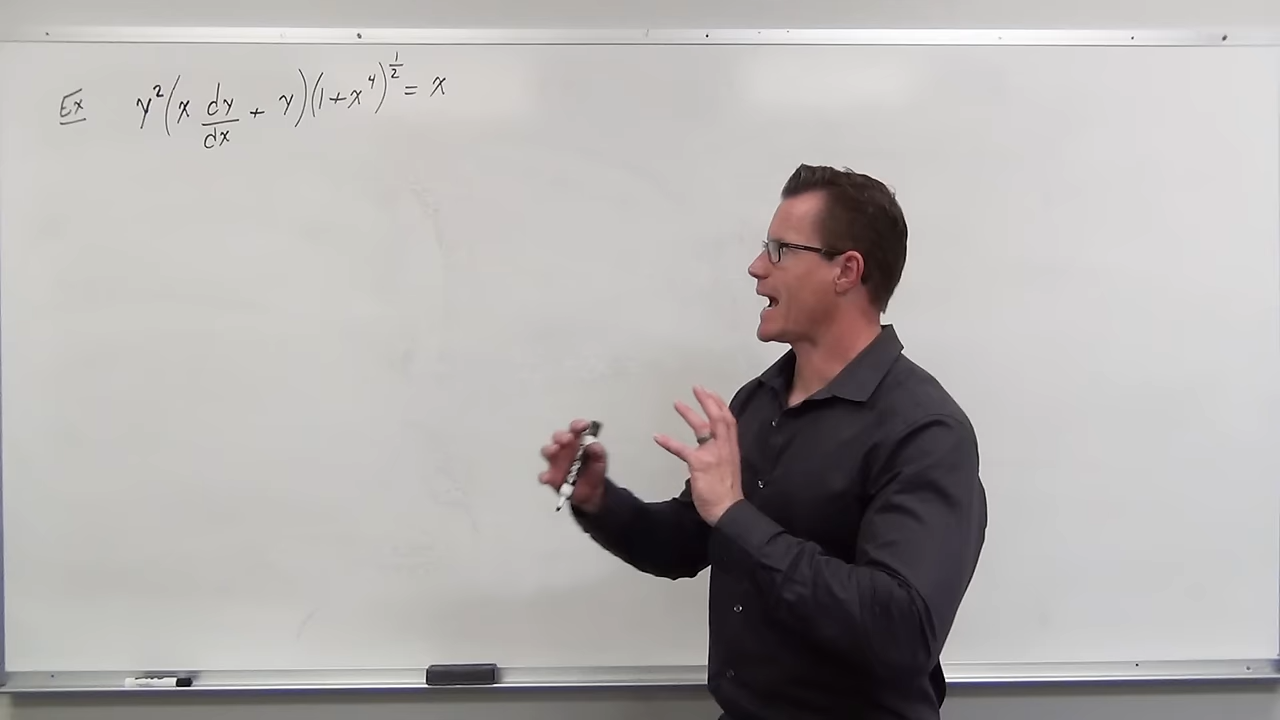 Ex y²(x dy/dx + y)(1+x⁴)^½ = x